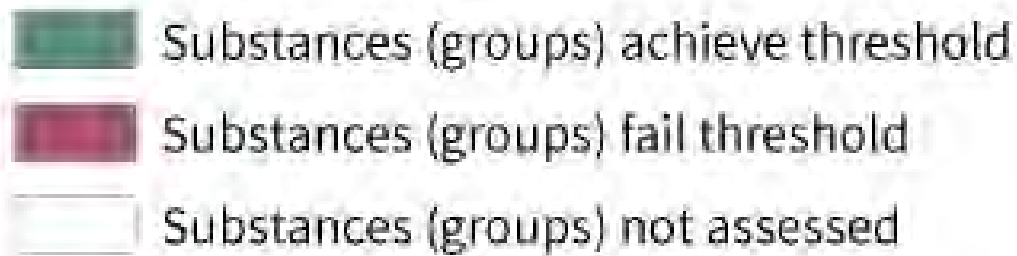 Substances (groups) achieve threshold
Substances (groups) fail threshold
Substances (groups) not assessed